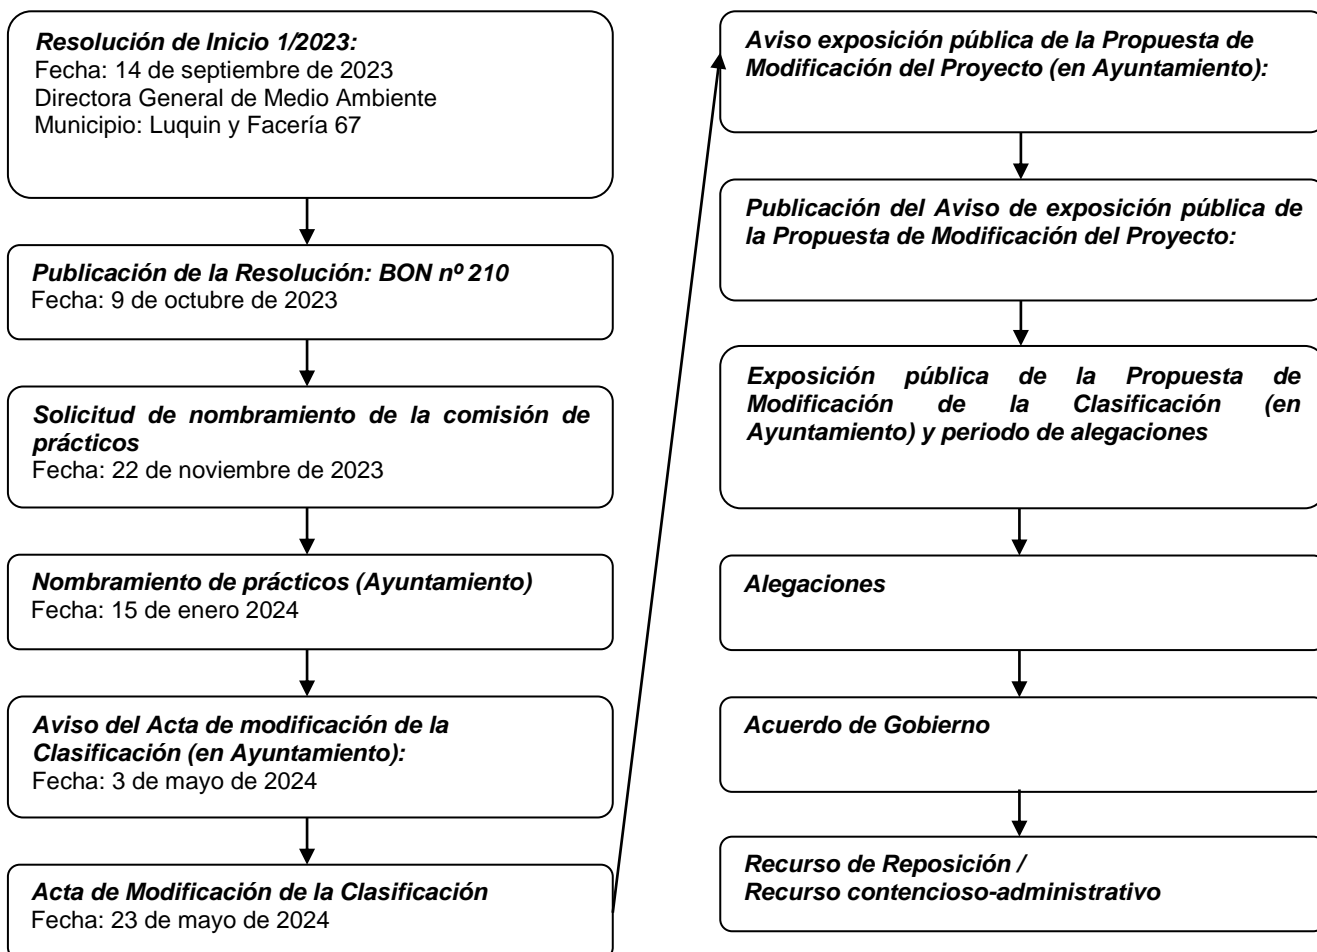 Resolución de Inicio 1/2023:
Fecha: 14 de septiembre de 2023
Directora General de Medio Ambiente
Municipio: Luquin y Facería 67
Publicación de la Resolución: BON nº 210
Fecha: 9 de octubre de 2023
Solicitud de nombramiento de la comisión de
prácticos
Fecha: 22 de noviembre de 2023
Nombramiento de prácticos (Ayuntamiento)
Fecha: 15 de enero 2024
Aviso del Acta de modificación de la
Clasificación (en Ayuntamiento):
Fecha: 3 de mayo de 2024
Acta de Modificación de la Clasificación
Fecha: 23 de mayo de 2024
Aviso exposición pública de la Propuesta de
Modificación del Proyecto (en Ayuntamiento):
Publicación del Aviso de exposición pública de
la Propuesta de Modificación del Proyecto:
Exposición pública de la Propuesta de
Modificación de la Clasificación (en
Ayuntamiento) y periodo de alegaciones
Alegaciones
Acuerdo de Gobierno
Recurso de Reposición /
Recurso contencioso-administrativo